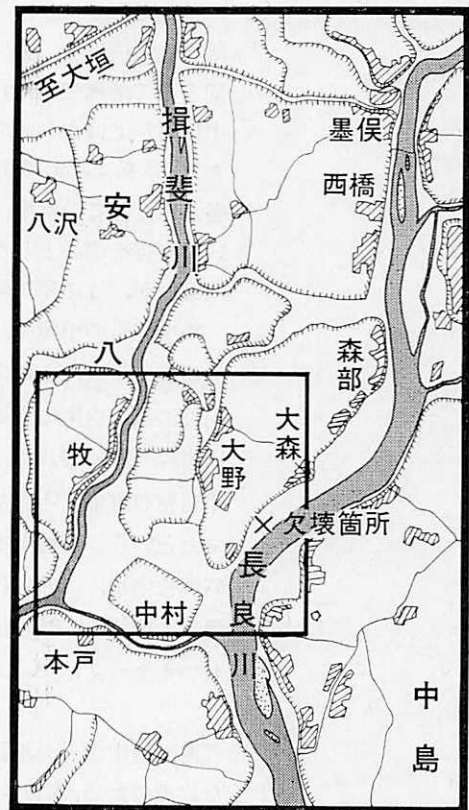 至大垣
揖斐川
墨俣
西橋
安八
八沢
森部
大森
大野
牧
×欠壊箇所
長良川
中村
本戸
中島